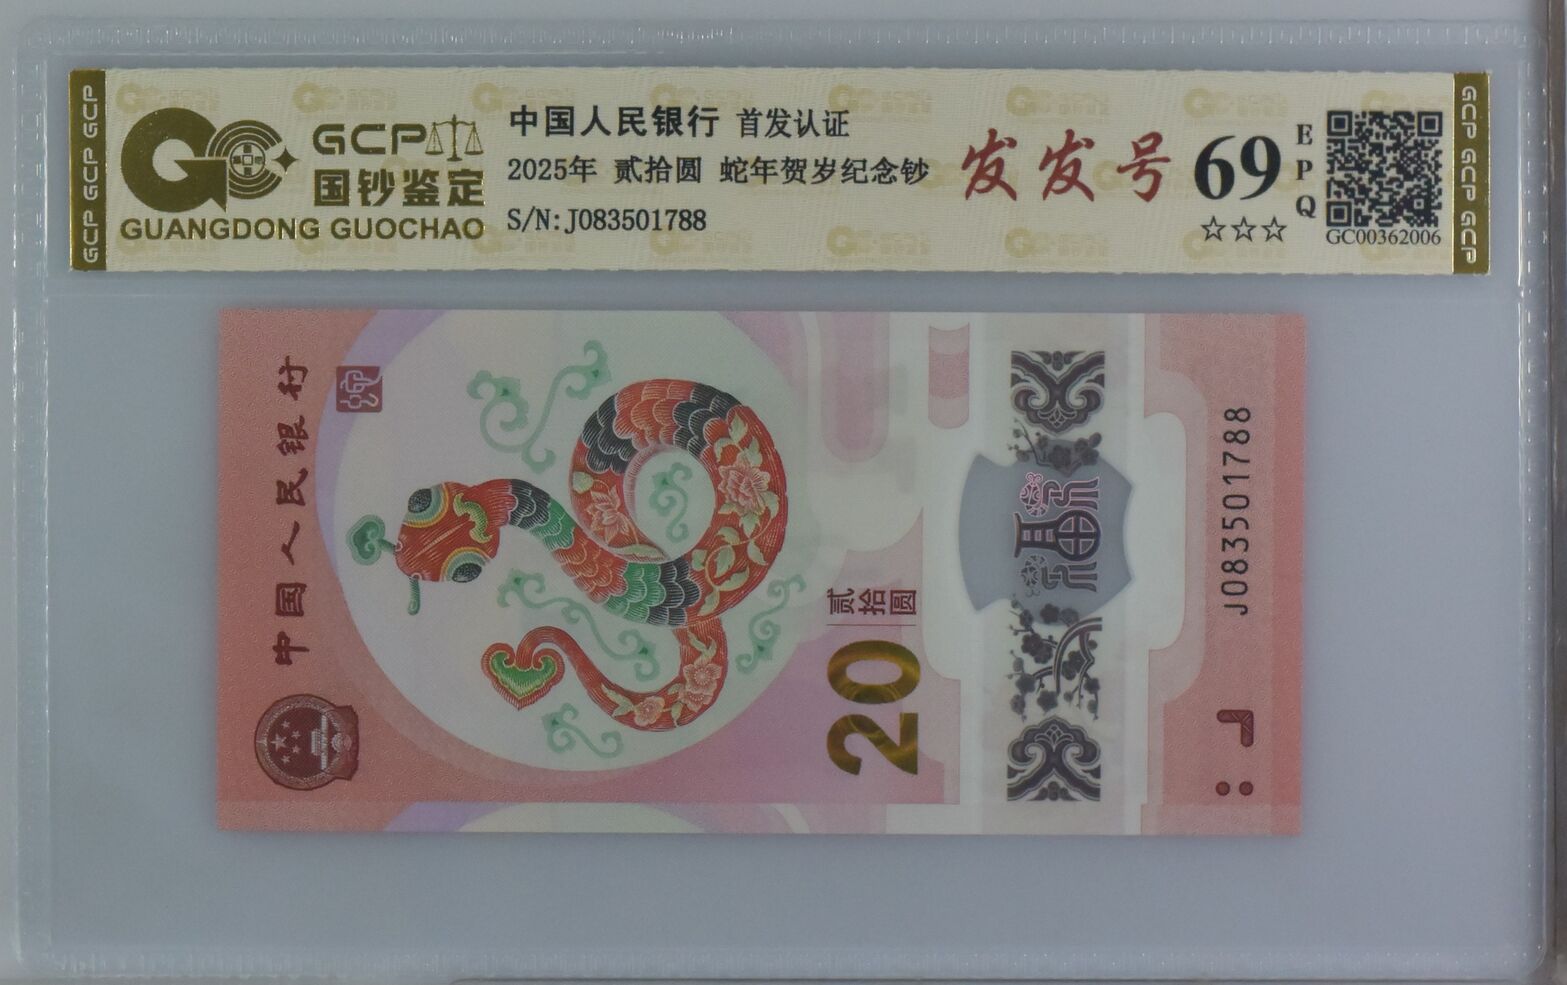 GCP GCP GCP
GCP
国钞鉴定
GUANGDONG GUOCHAO
中国人民银行 首发认证
2025年 贰拾圆 蛇年贺岁纪念钞
S/N:J083501788
发发号
69
EPQ
☆☆☆
GC00362006
GCP GCP GCP
中国人民银行
贰拾圆
20
J083501788